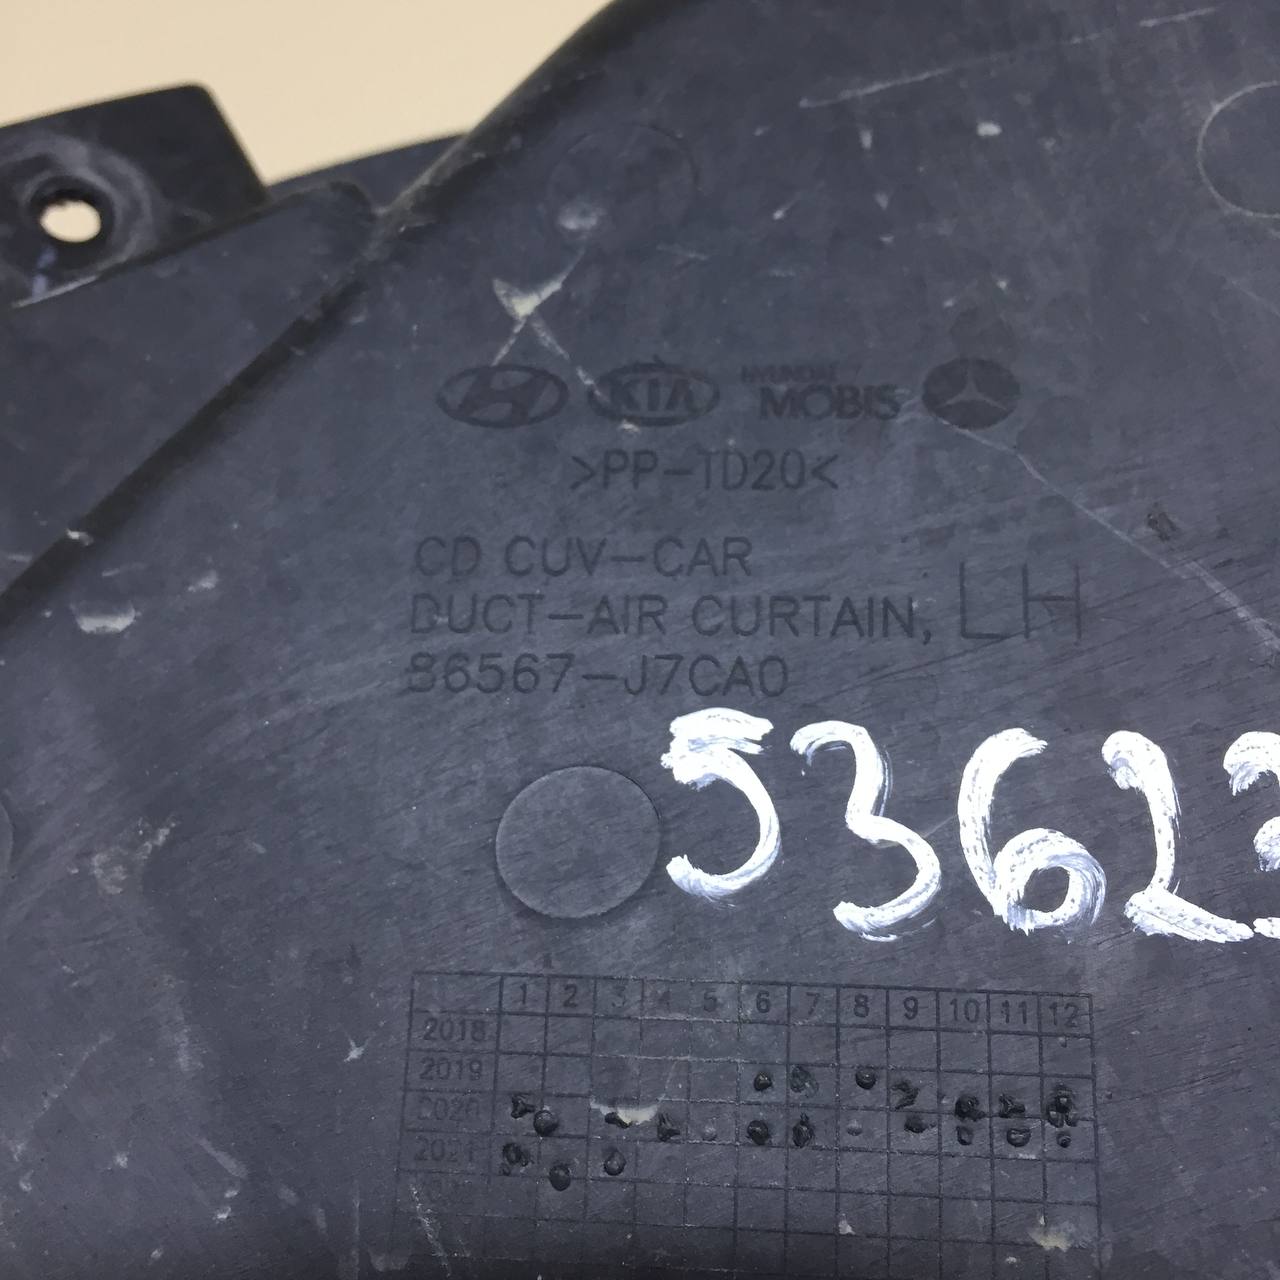 KIA HYUNDAI MOBIS
>PP-TD20<
CD CUV-CAR
DUCT-AIR CURTAIN, LH
86567-J7CA0
53623
1 2 3 4 5 6 7 8 9 10 11 12
2018
2019
2020
2021